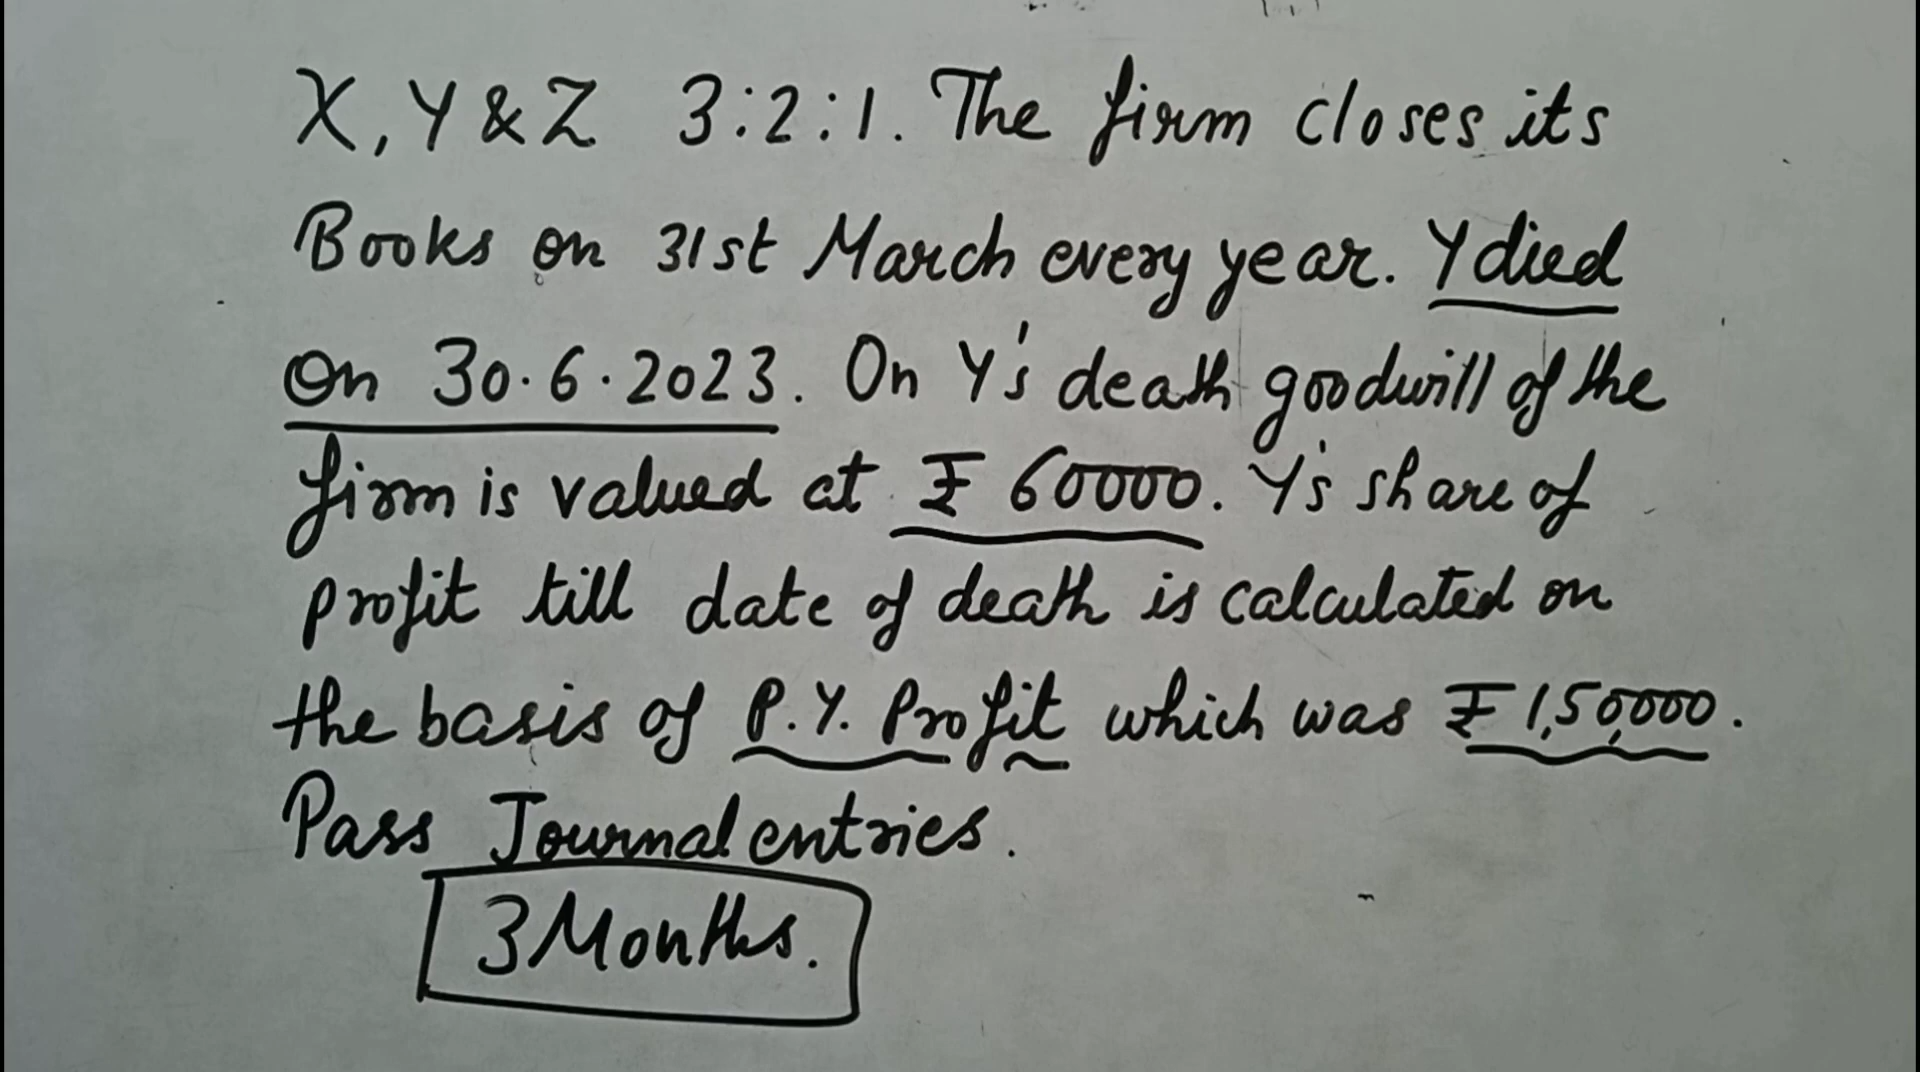 X, Y & Z 3:2:1. The firm closes its
Books on 31st March every year. Y died
On 30.6.2023. On Y's death goodwill of the
firm is valued at ₹ 60000. Y's share of
profit till date of death is calculated on
the basis of P.Y. Profit which was ₹ 1,50,000.
Pass Journal entries.
3 Months.